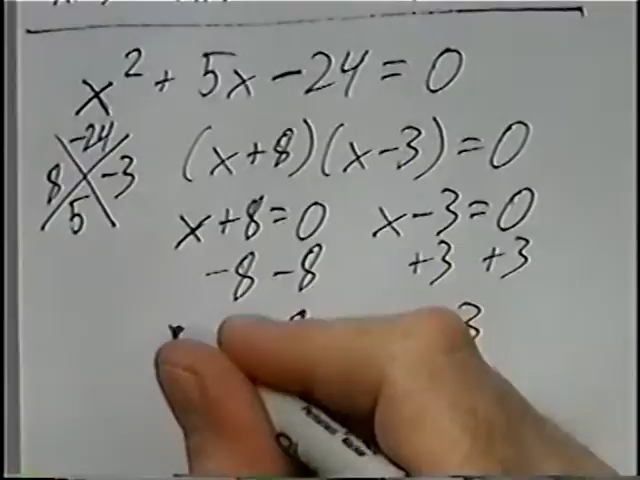 x² + 5x - 24 = 0
-24
8 -3
5
(x+8)(x-3) = 0
x+8=0 x-3=0
-8 -8 +3 +3
3